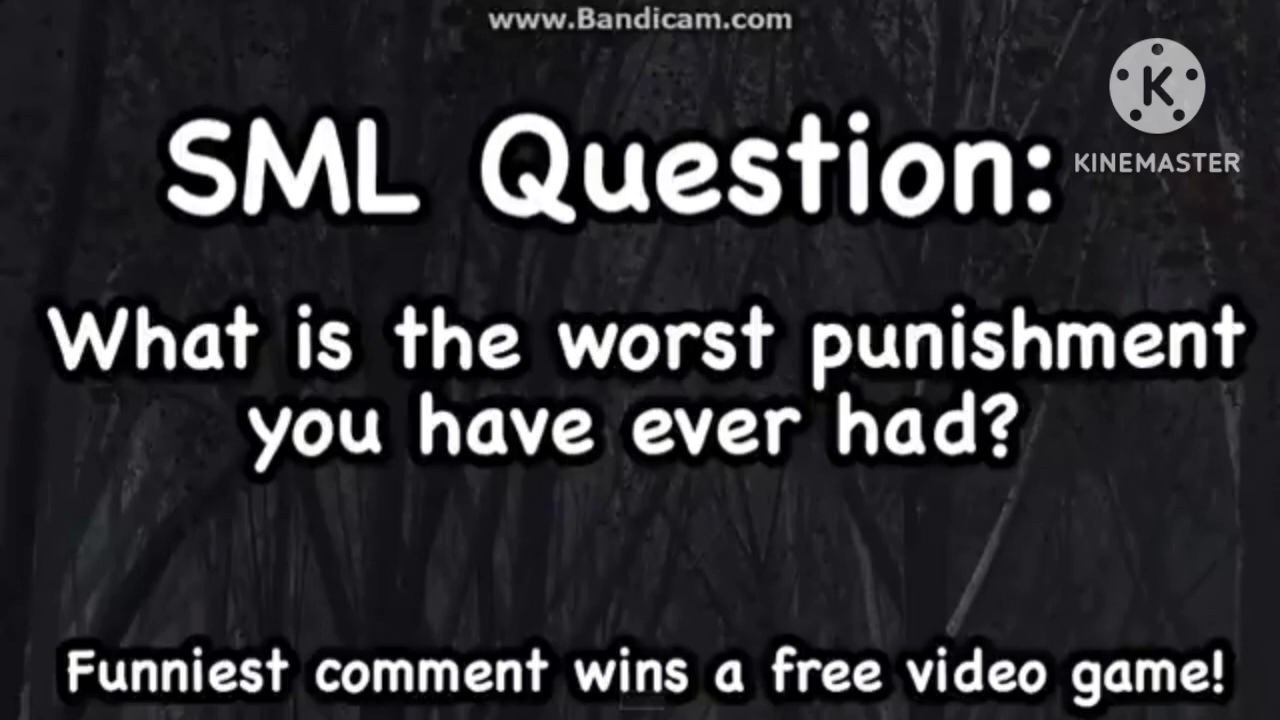 www.Bandicam.com
K
KINEMASTER
SML Question:
What is the worst punishment
you have ever had?
Funniest comment wins a free video game!